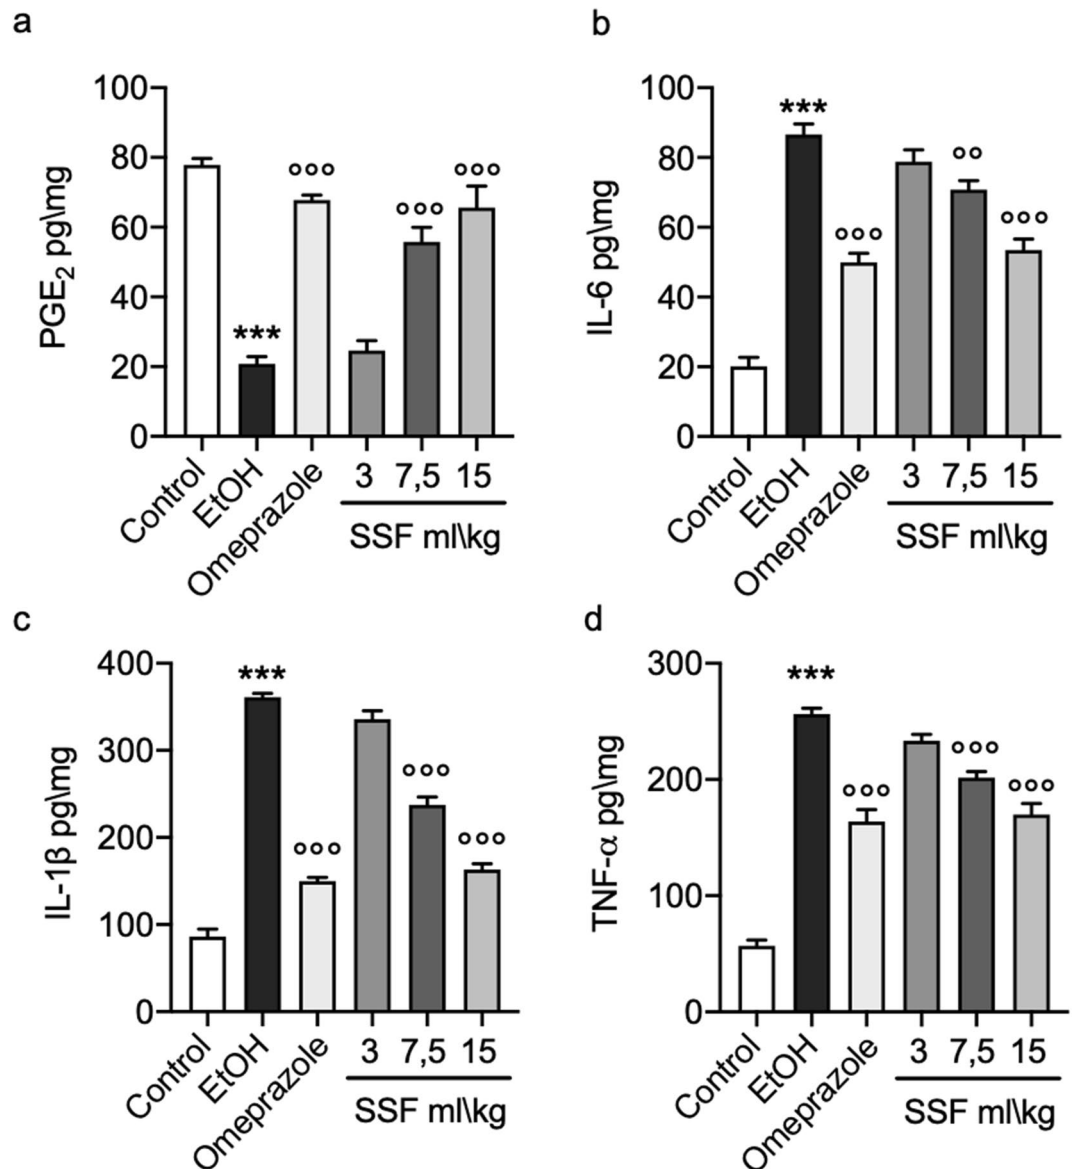 a
100
80
60
40
20
0
PGE2 pg\mg
***
°°°
°°°
°°°
Control
EtOH
Omeprazole
3 7,5 15
SSF ml\kg
b
100
80
60
40
20
0
IL-6 pg\mg
***
°°°
°°
°°°
Control
EtOH
Omeprazole
3 7,5 15
SSF ml\kg
c
400
300
200
100
0
IL-1β pg\mg
***
°°°
°°°
°°°
Control
EtOH
Omeprazole
3 7,5 15
SSF ml\kg
d
300
200
100
0
TNF-α pg\mg
***
°°°
°°°
°°°
Control
EtOH
Omeprazole
3 7,5 15
SSF ml\kg